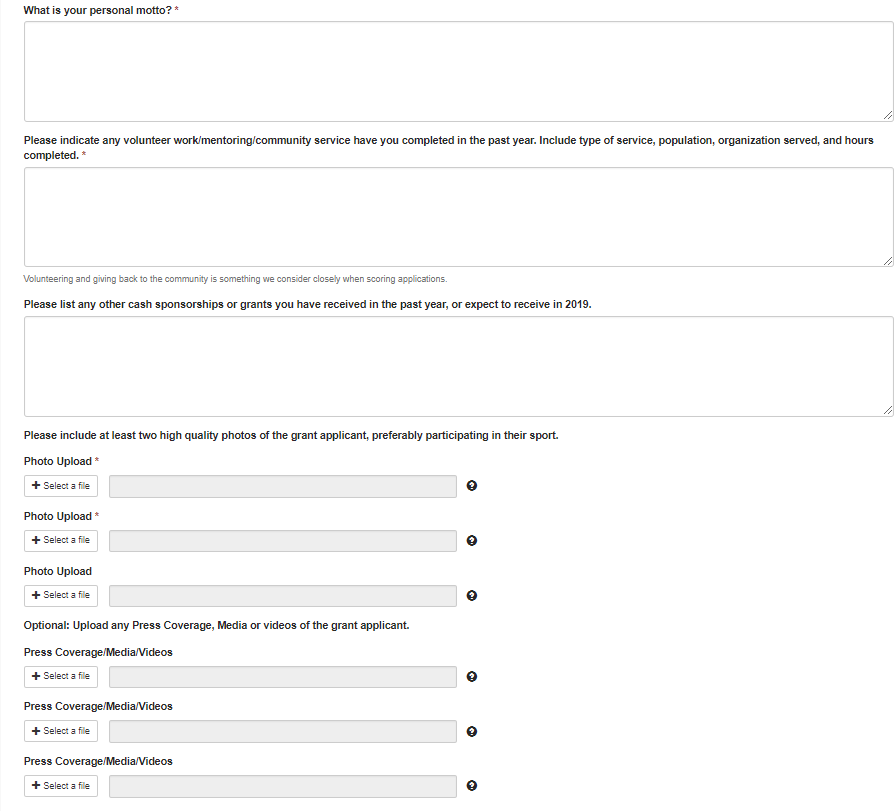 What is your personal motto? *
Please indicate any volunteer work/mentoring/community service have you completed in the past year. Include type of service, population, organization served, and hours
completed. *
Volunteering and giving back to the community is something we consider closely when scoring applications.
Please list any other cash sponsorships or grants you have received in the past year, or expect to receive in 2019.
Please include at least two high quality photos of the grant applicant, preferably participating in their sport.
Photo Upload *
+ Select a file
Photo Upload *
+ Select a file
Photo Upload
+ Select a file
Optional: Upload any Press Coverage, Media or videos of the grant applicant.
Press Coverage/Media/Videos
+ Select a file
Press Coverage/Media/Videos
+ Select a file
Press Coverage/Media/Videos
+ Select a file